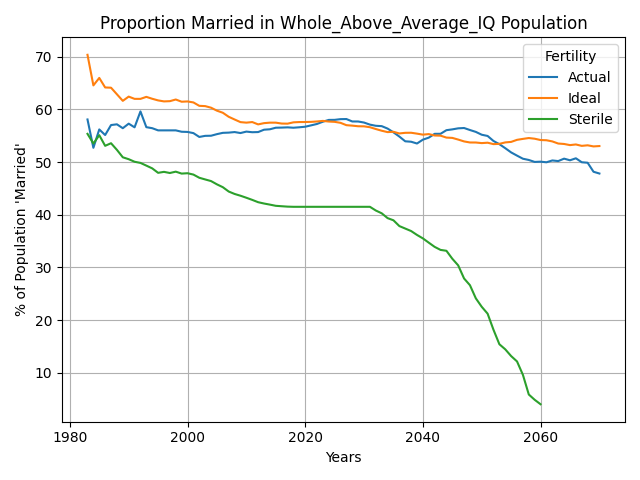 Proportion Married in Whole_Above_Average_IQ Population
% of Population 'Married'
70
60
50
40
30
20
10
Fertility
Actual
Ideal
Sterile
1980
2000
2020
2040
2060
Years